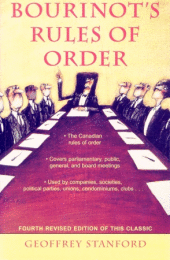 BOURINOT'S
RULES OF
ORDER
• The Canadian
rules of order
• Covers parliamentary, public,
general, and board meetings
• Used by companies, societies,
political parties, unions, condominiums, clubs . . .
FOURTH REVISED EDITION OF THIS CLASSIC
GEOFFREY STANFORD